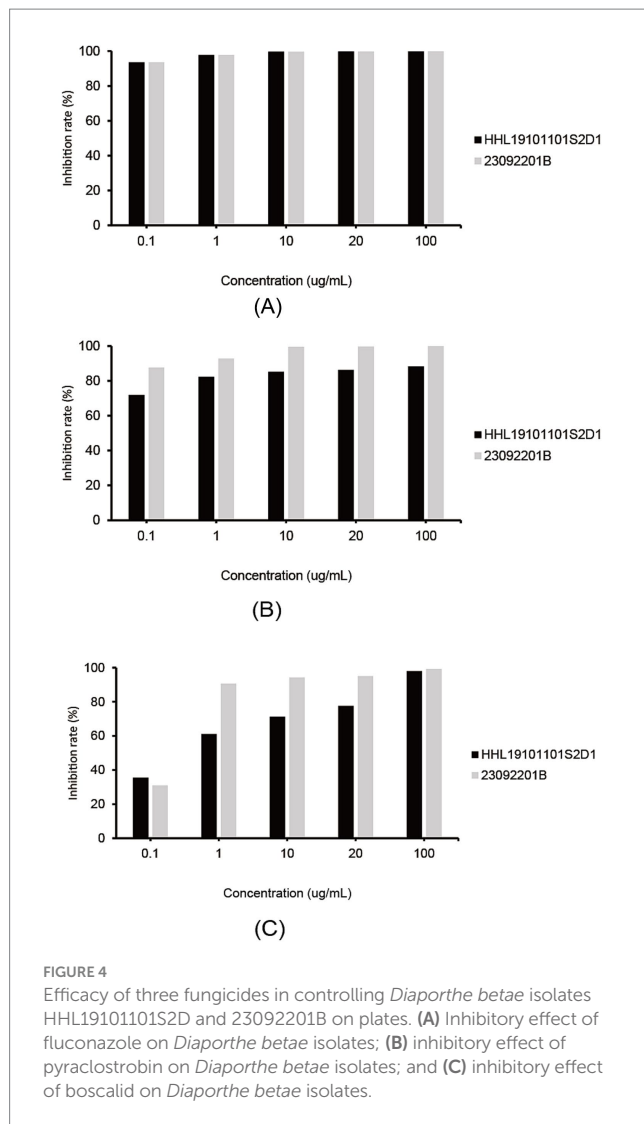 100
80
60
40
20
0
Inhibition rate (%)
0.1 1 10 20 100
Concentration (ug/mL)
HHL19101101S2D1
23092201B
(A)
100
80
60
40
20
0
Inhibition rate (%)
0.1 1 10 20 100
Concentration (ug/mL)
HHL19101101S2D1
23092201B
(B)
100
80
60
40
20
0
Inhibition rate (%)
0.1 1 10 20 100
Concentration (ug/mL)
HHL19101101S2D1
23092201B
(C)
FIGURE 4
Efficacy of three fungicides in controlling Diaporthe betae isolates
HHL19101101S2D and 23092201B on plates. (A) Inhibitory effect of
fluconazole on Diaporthe betae isolates; (B) inhibitory effect of
pyraclostrobin on Diaporthe betae isolates; and (C) inhibitory effect
of boscalid on Diaporthe betae isolates.